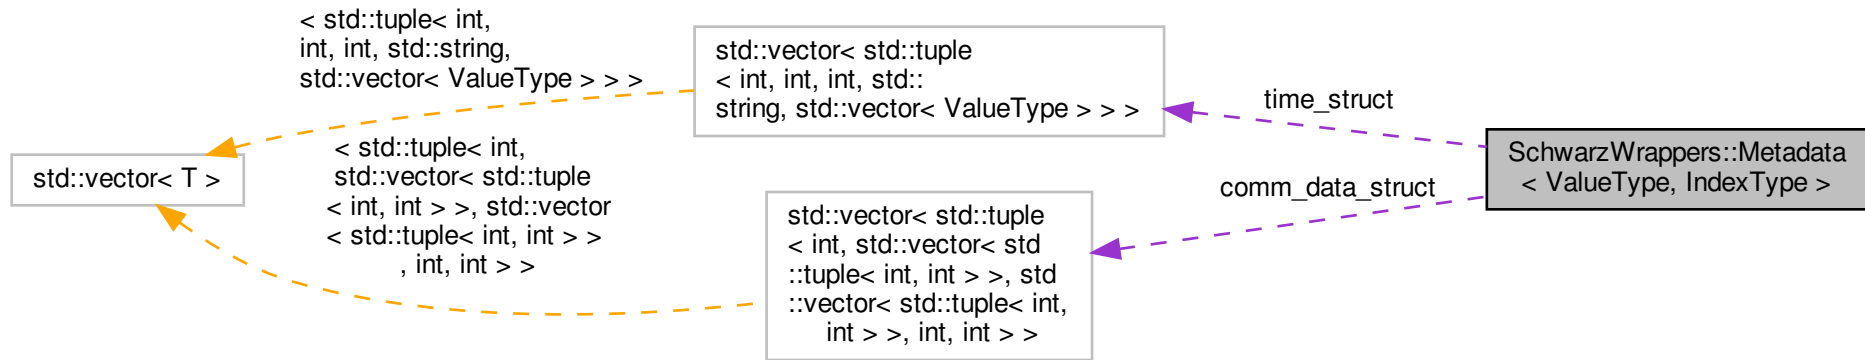 < std::tuple< int,
int, int, std::string,
std::vector< ValueType > > >
std::vector< std::tuple
< int, int, int, std::
string, std::vector< ValueType > > >
time_struct
SchwarzWrappers::Metadata
< ValueType, IndexType >
std::vector< T >
< std::tuple< int,
std::vector< std::tuple
< int, int > >, std::vector
< std::tuple< int, int > >
, int, int > >
comm_data_struct
std::vector< std::tuple
< int, std::vector< std
::tuple< int, int > >, std
::vector< std::tuple< int,
int > >, int, int > >